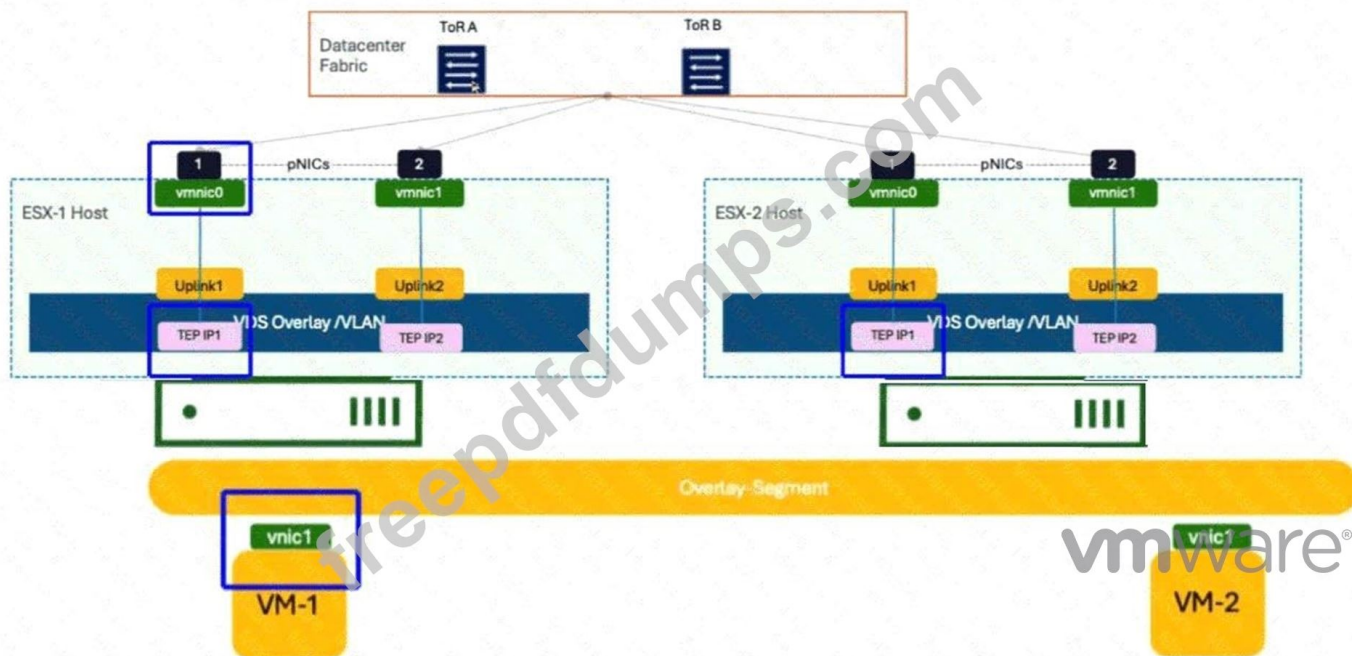 ToR A
ToR B
Datacenter
Fabric
1
pNICs
2
1
pNICs
2
vmnic0
vmnic1
vmnic0
vmnic1
ESX-1 Host
ESX-2 Host
Uplink1
Uplink2
Uplink1
Uplink2
VDS Overlay /VLAN
VDS Overlay /VLAN
TEP IP1
TEP IP2
TEP IP1
TEP IP2
Overlay-Segment
vnic1
vnic1
VM-1
VM-2
vmware®
freepdfdumps.com